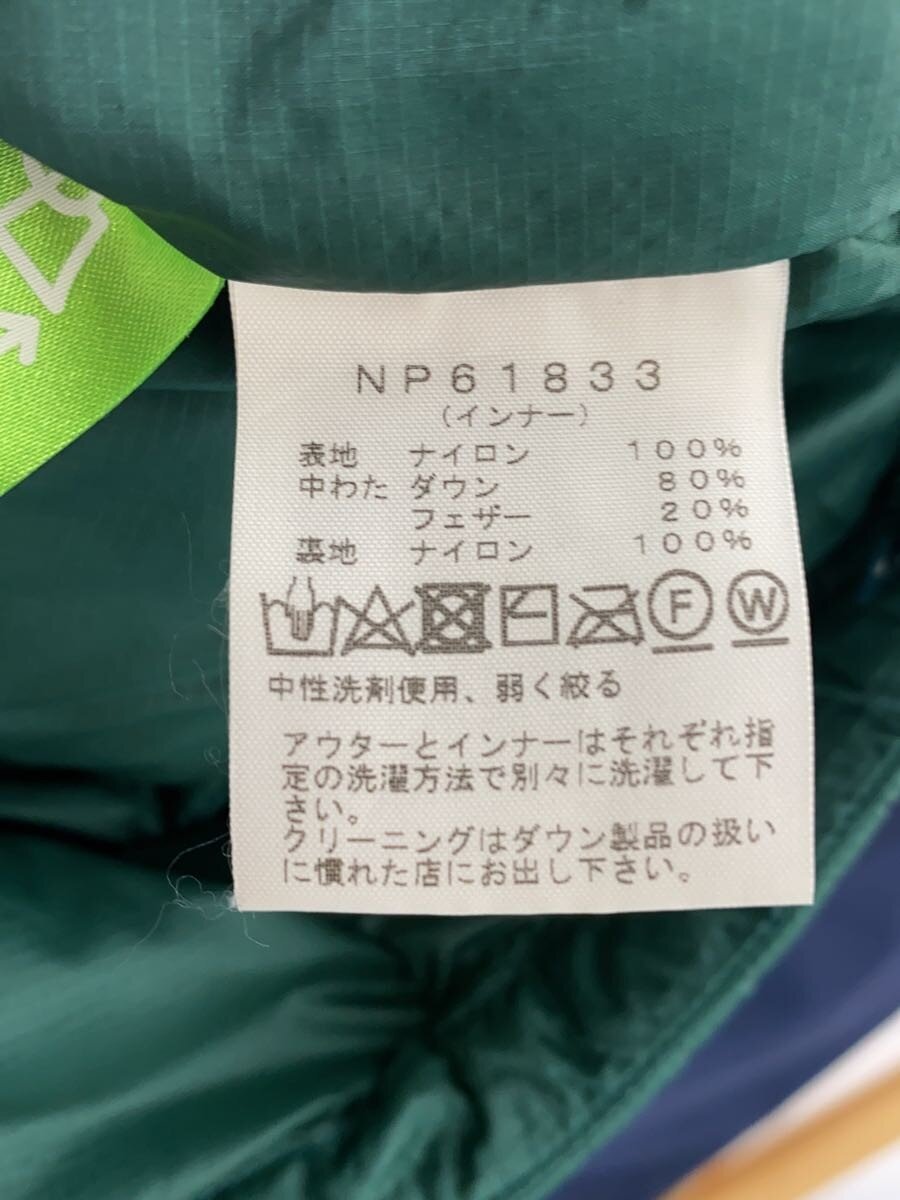 NP61833
（インナー）
表地 ナイロン 100%
中わた ダウン 80%
フェザー 20%
裏地 ナイロン 100%
F W
中性洗剤使用、弱く絞る
アウターとインナーはそれぞれ指
定の洗濯方法で別々に洗濯して下
さい。
クリーニングはダウン製品の扱い
に慣れた店にお出し下さい。